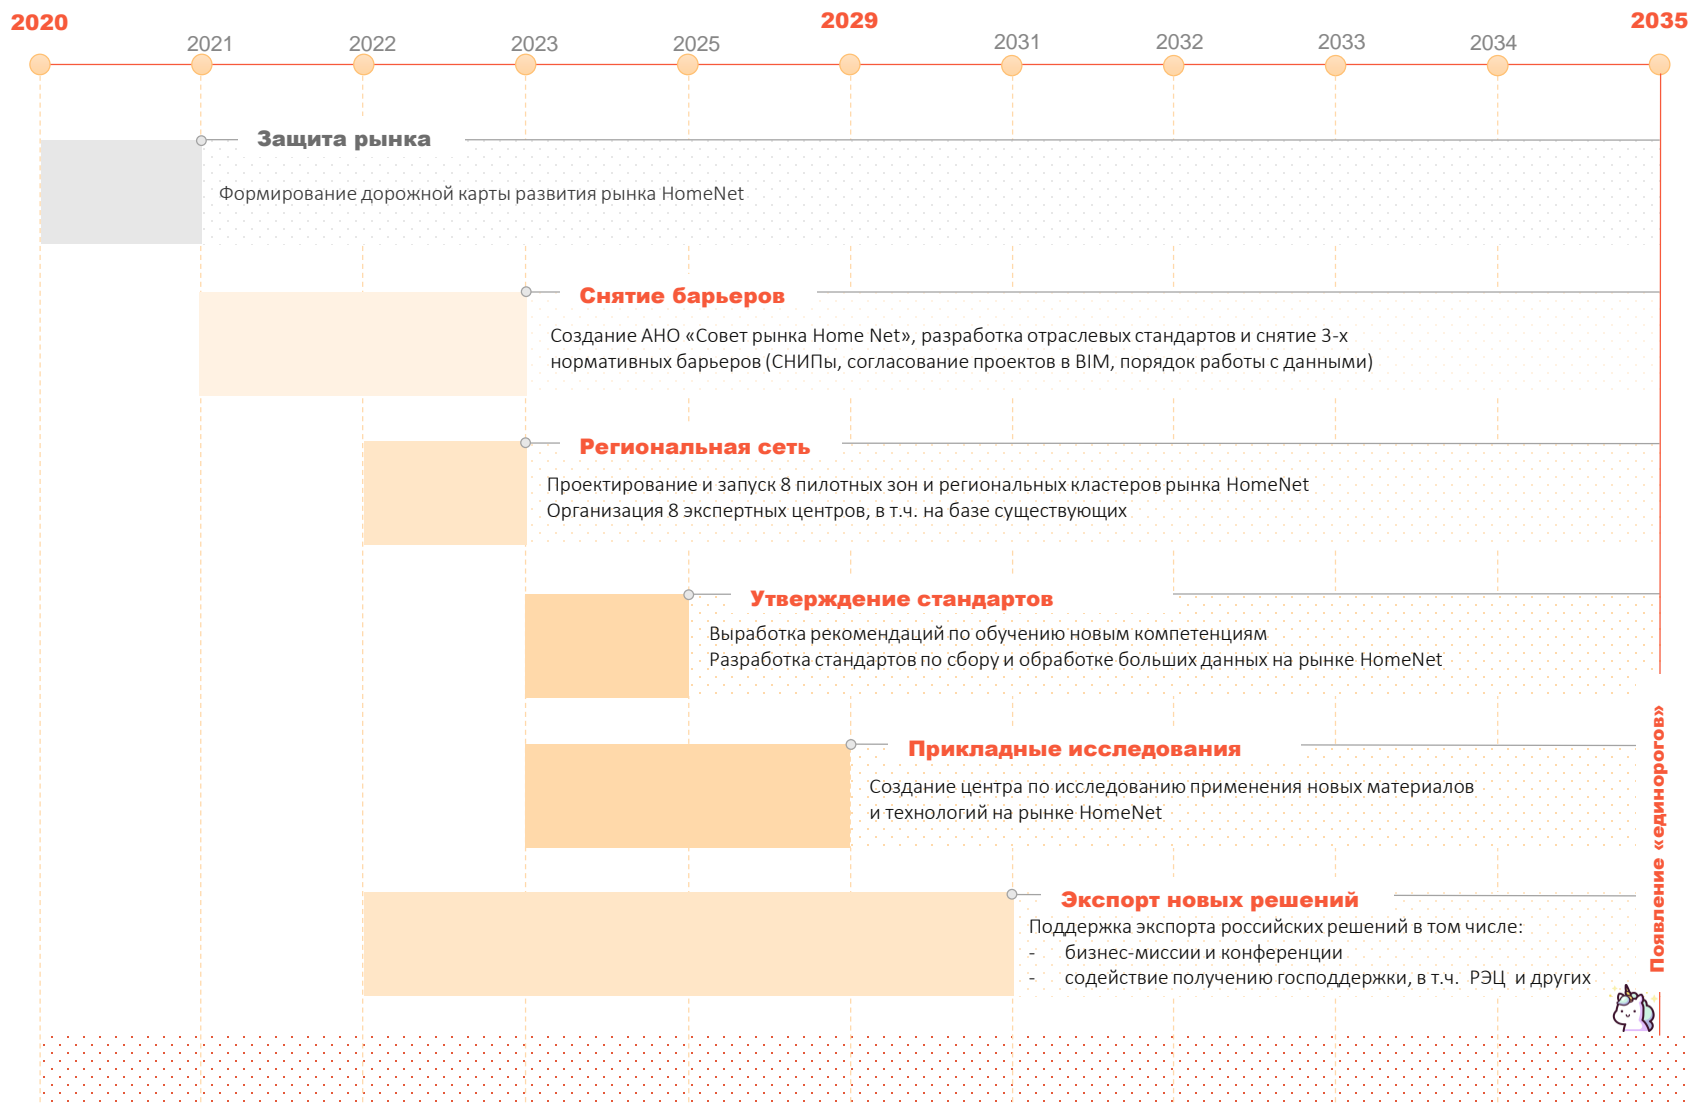 2020
2021
2022
2023
2025
2029
2031
2032
2033
2034
2035
Защита рынка
Формирование дорожной карты развития рынка HomeNet
Снятие барьеров
Создание АНО «Совет рынка Home Net», разработка отраслевых стандартов и снятие 3-х
нормативных барьеров (СНИПы, согласование проектов в BIM, порядок работы с данными)
Региональная сеть
Проектирование и запуск 8 пилотных зон и региональных кластеров рынка HomeNet
Организация 8 экспертных центров, в т.ч. на базе существующих
Утверждение стандартов
Выработка рекомендаций по обучению новым компетенциям
Разработка стандартов по сбору и обработке больших данных на рынке HomeNet
Прикладные исследования
Создание центра по исследованию применения новых материалов
и технологий на рынке HomeNet
Экспорт новых решений
Поддержка экспорта российских решений в том числе:
- бизнес-миссии и конференции
- содействие получению господдержки, в т.ч. РЭЦ и других
Появление «единорогов»